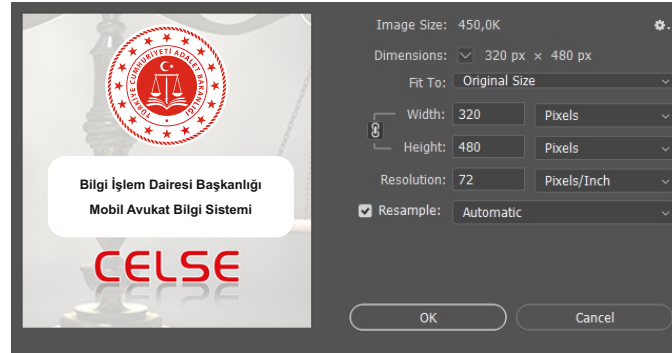 TÜRKİYE CUMHURİYETİ ADALET BAKANLIĞI
Bilgi İşlem Dairesi Başkanlığı
Mobil Avukat Bilgi Sistemi
CELSE
Image Size: 450,0K
Dimensions: 320 px × 480 px
Fit To: Original Size
Width: 320 Pixels
Height: 480 Pixels
Resolution: 72 Pixels/Inch
Resample: Automatic
OK Cancel